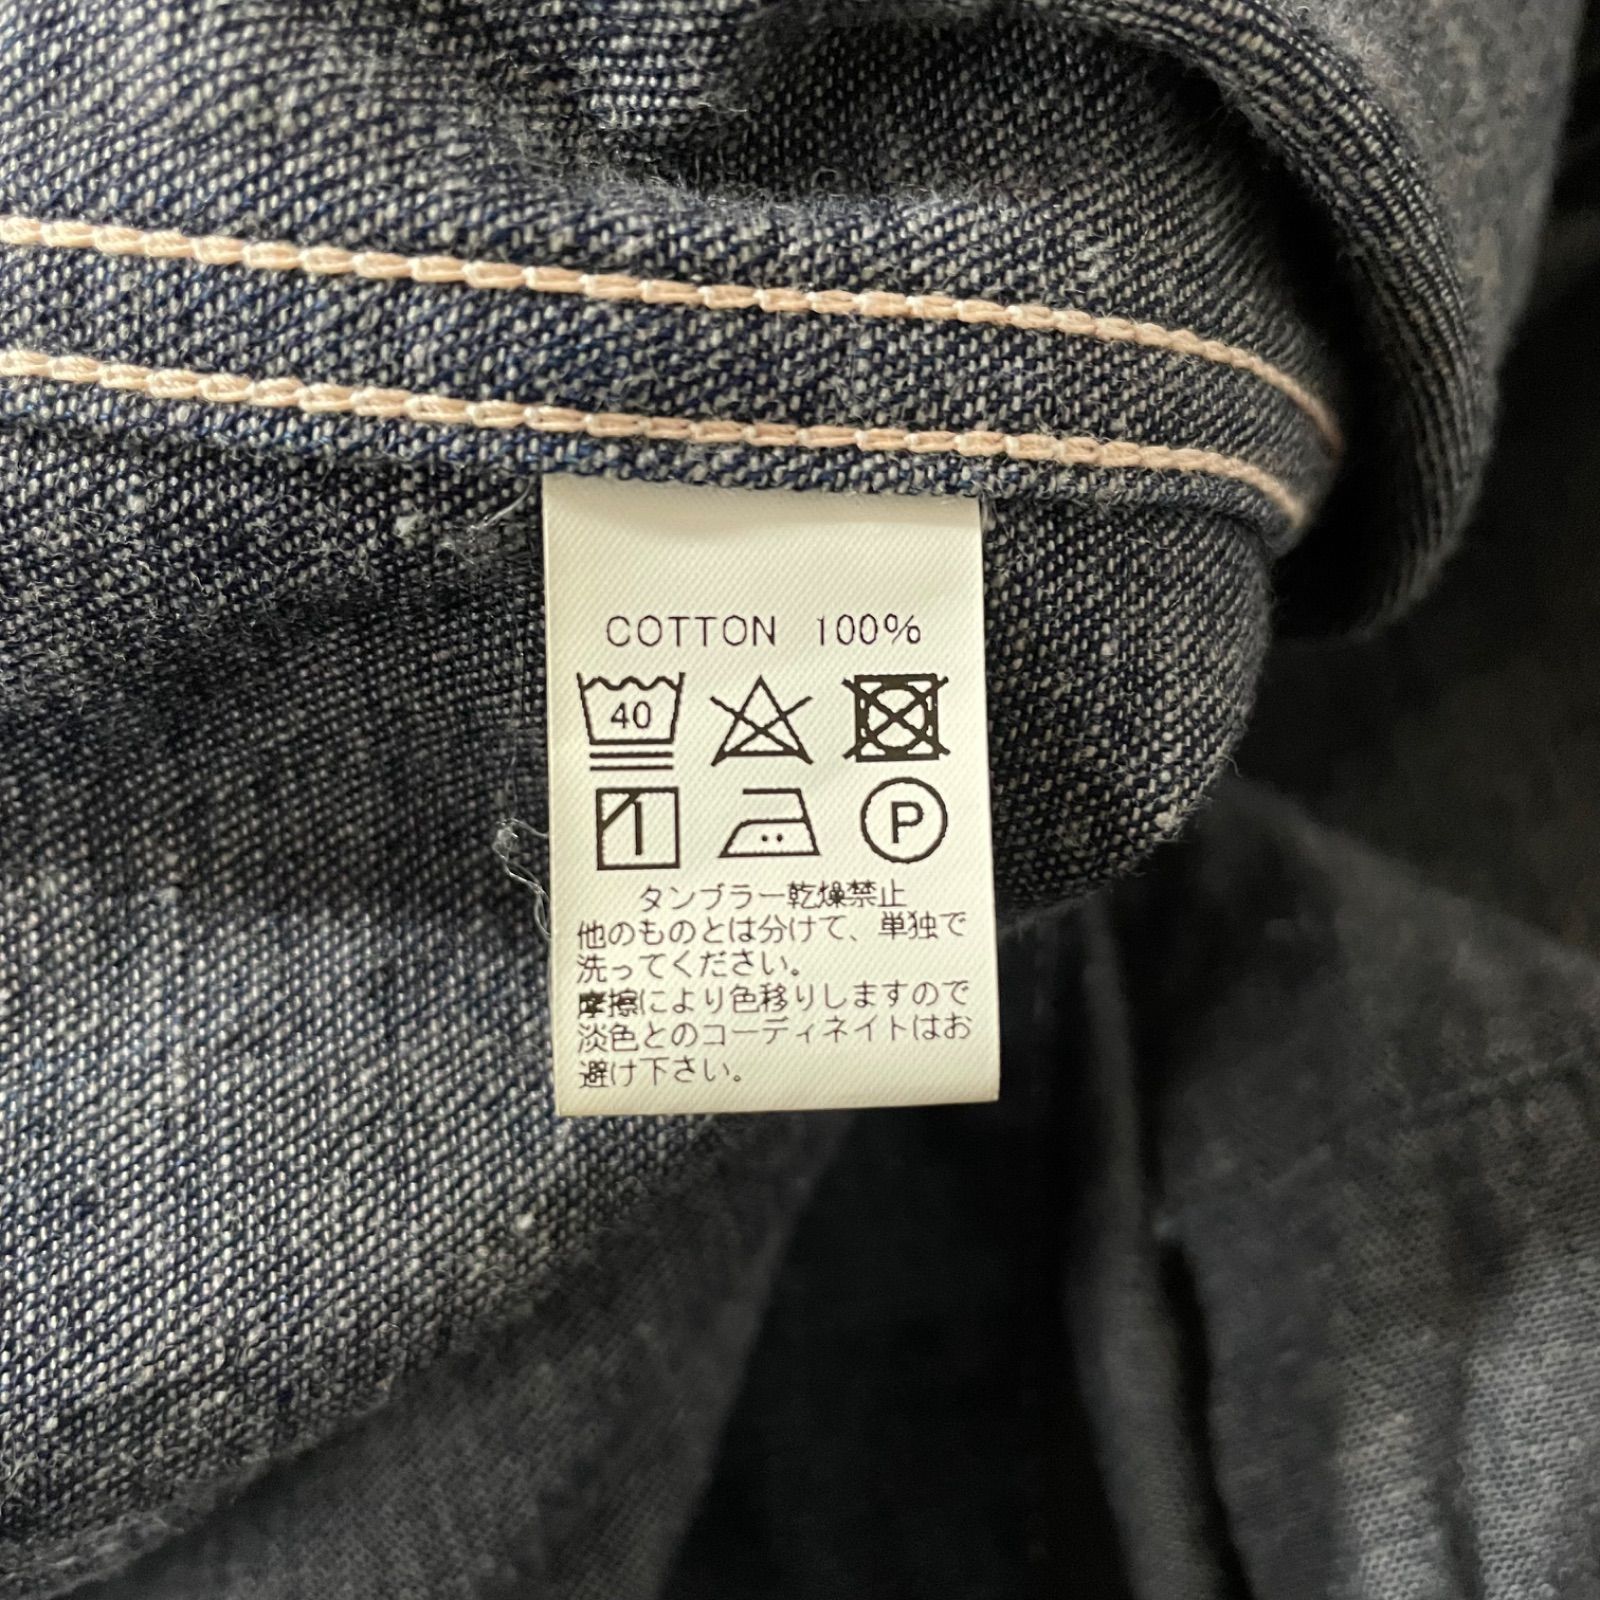 COTTON 100%
40
P
タンブラー乾燥禁止
他のものとは分けて、単独で
洗ってください。
摩擦により色移りしますので
淡色とのコーディネイトはお
避け下さい。